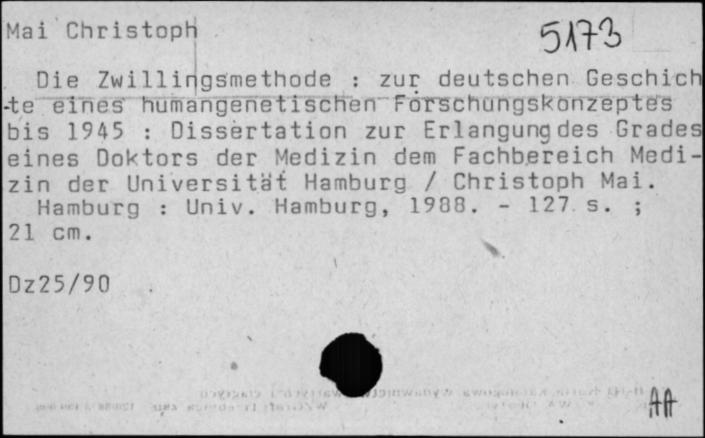 Mai Christoph
5173
Die Zwillingsmethode : zur deutschen Geschich
-te eines humangenetischen Forschungskonzeptes
bis 1945 : Dissertation zur Erlangung des Grades
eines Doktors der Medizin dem Fachbereich Medi-
zin der Universität Hamburg / Christoph Mai.
Hamburg : Univ. Hamburg, 1988. - 127 s. ;
21 cm.
Dz25/90
AA